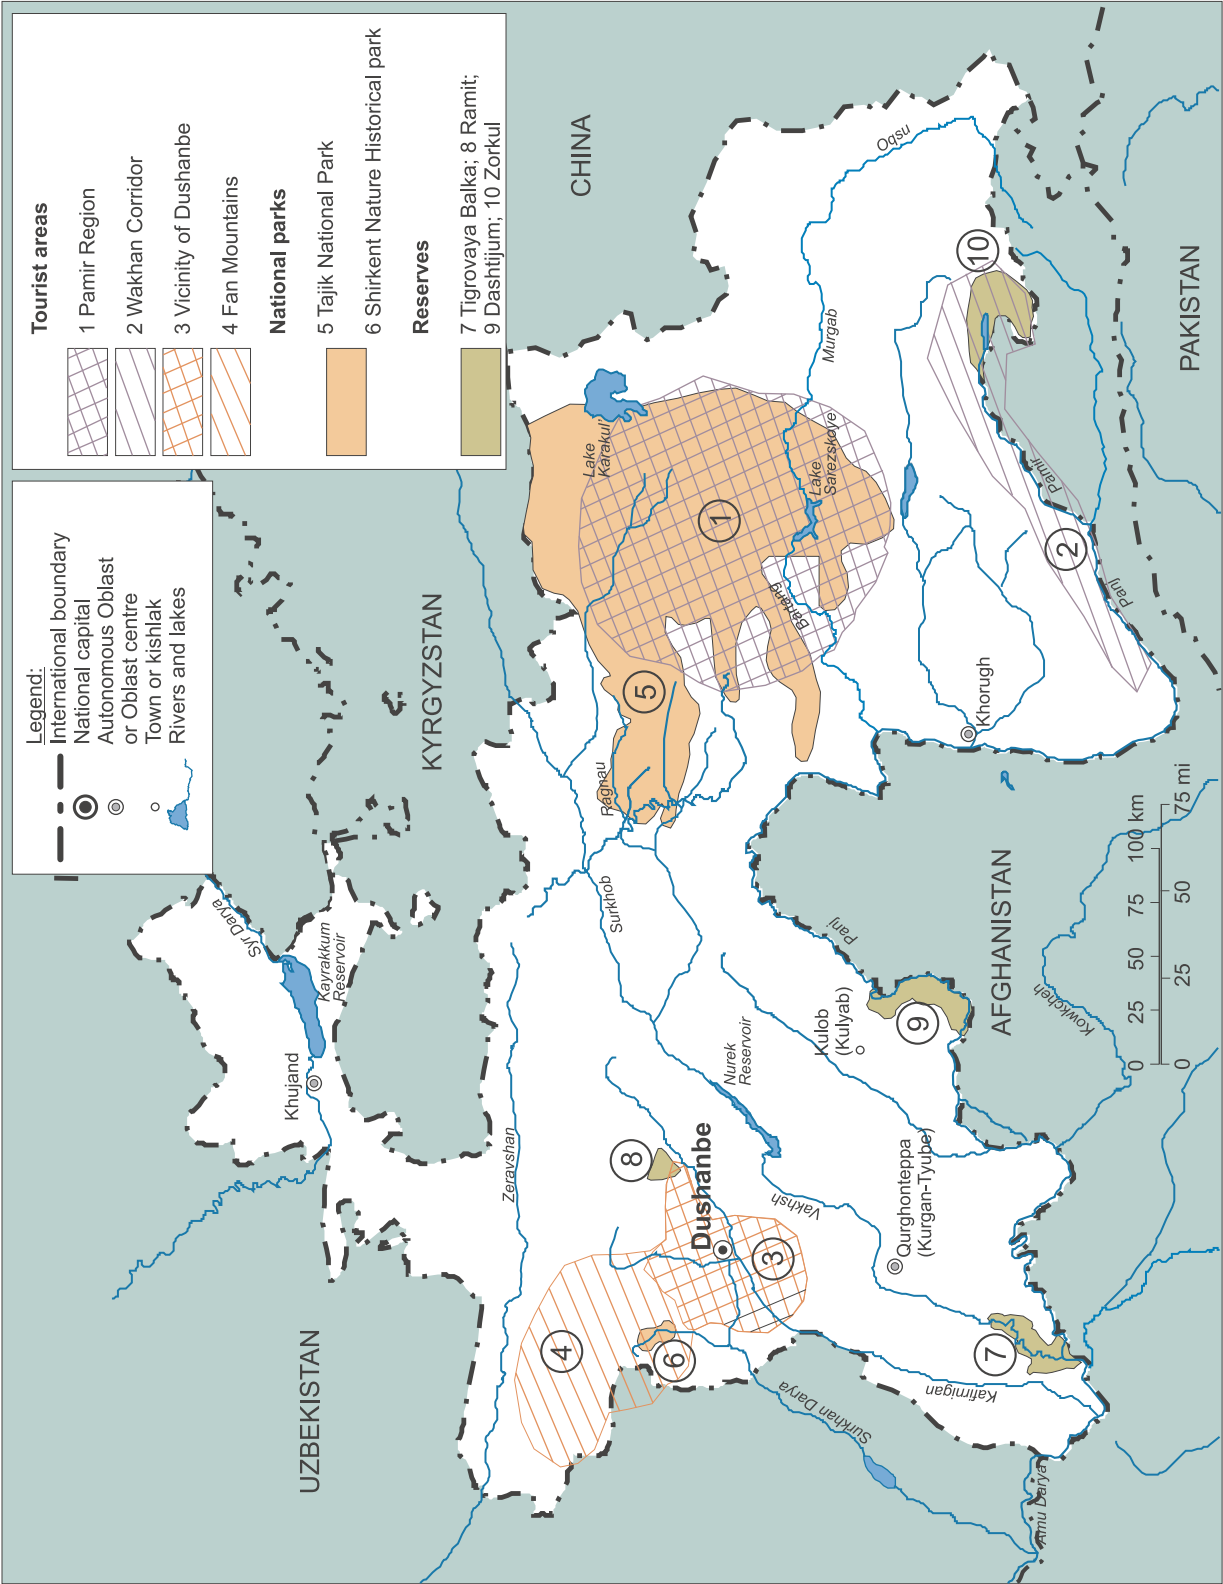 Legend:
International boundary
National capital
Autonomous Oblast
or Oblast centre
Town or kishlak
Rivers and lakes
Tourist areas
1 Pamir Region
2 Wakhan Corridor
3 Vicinity of Dushanbe
4 Fan Mountains
National parks
5 Tajik National Park
6 Shirkent Nature Historical park
Reserves
7 Tigrovaya Balka; 8 Ramit;
9 Dashtijum; 10 Zorkul
UZBEKISTAN
KYRGYZSTAN
CHINA
AFGHANISTAN
PAKISTAN
Syr Darya
Kayrakkum
Reservoir
Khujand
Zeravshan
Surkhob
Ragnau
Lake
Karakul'
Lake
Sarezskoye
Murgab
Oqsu
Bartang
Nurek
Reservoir
Dushanbe
Vakhsh
Kulob
(Kulyab)
Qurghonteppa
(Kurgan-Tyube)
Khorugh
Panj
Panj
Pamir
Kafirnigan
Surkhan Darya
Amu Darya
Kowkcheh
1
2
3
4
5
6
7
8
9
10
0 25 50 75 100 km
0 25 50 75 mi